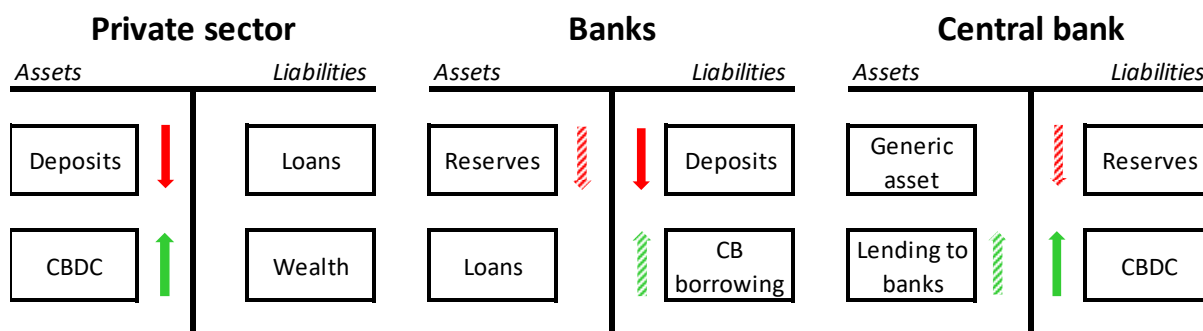 Private sector
Assets
Liabilities
Deposits
Loans
CBDC
Wealth
Banks
Assets
Liabilities
Reserves
Deposits
Loans
CB
borrowing
Central bank
Assets
Liabilities
Generic
asset
Reserves
Lending to
banks
CBDC